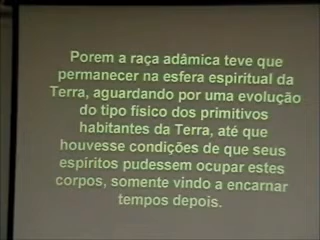 Porem a raça adâmica teve que
permanecer na esfera espiritual da
Terra, aguardando por uma evolução
do tipo físico dos primitivos
habitantes da Terra, até que
houvesse condições de que seus
espíritos pudessem ocupar estes
corpos, somente vindo a encarnar
tempos depois.